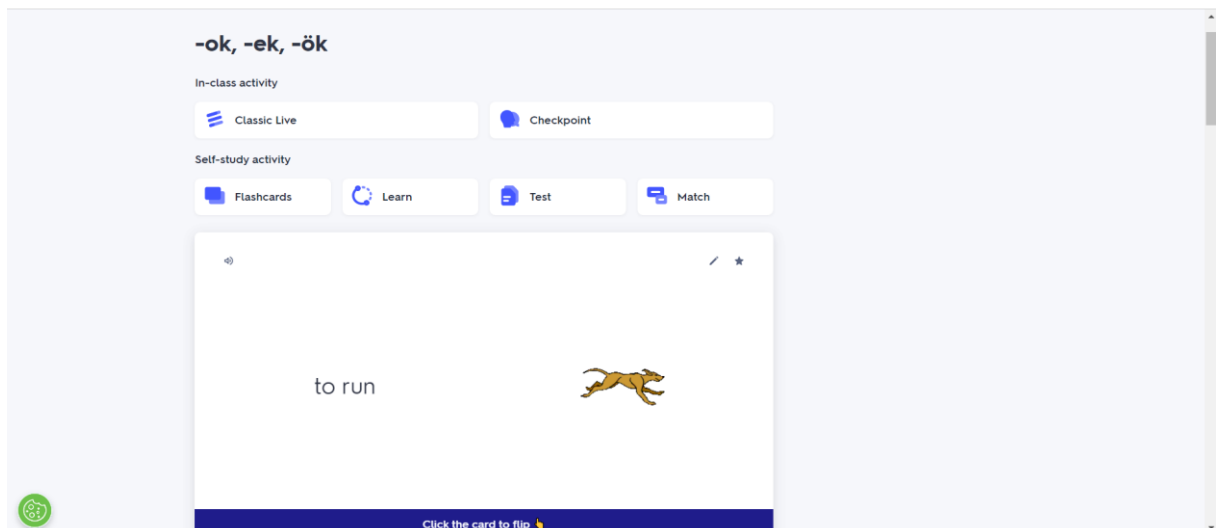 -ok, -ek, -ök
In-class activity
Classic Live
Checkpoint
Self-study activity
Flashcards
Learn
Test
Match
to run
Click the card to flip